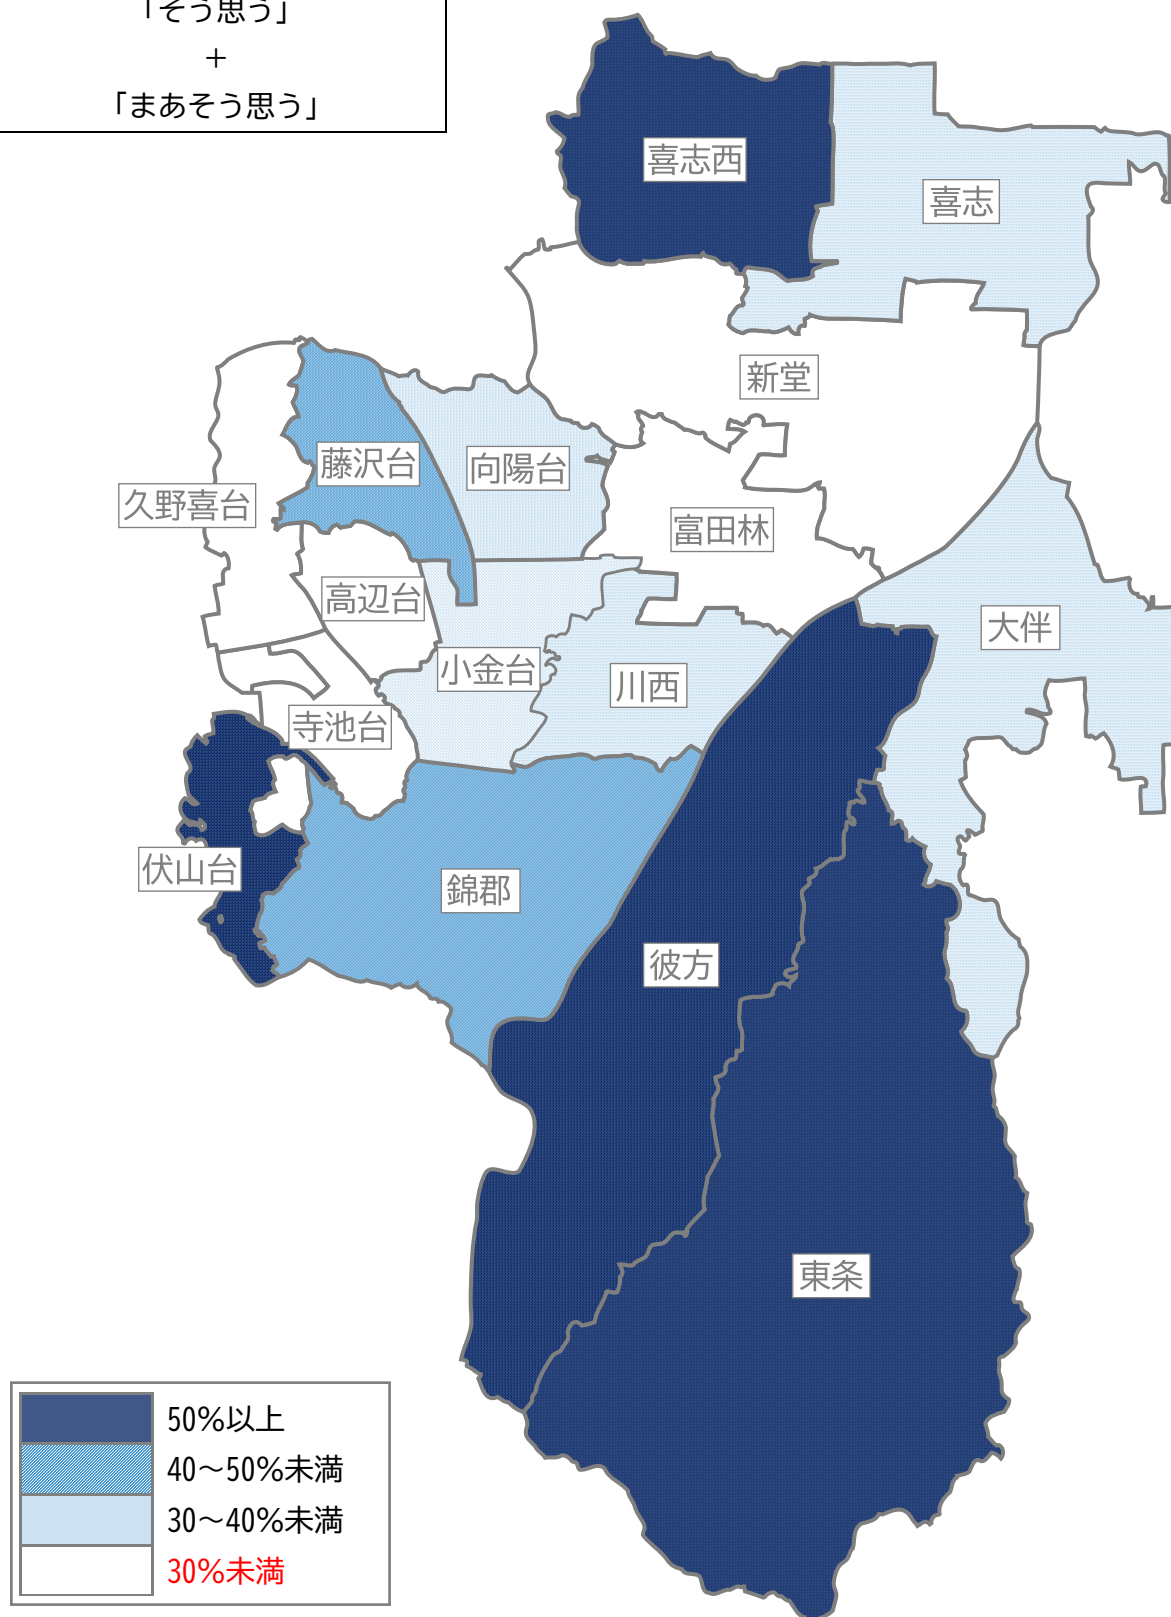 「そう思う」
+
「まあそう思う」
喜志西
喜志
新堂
藤沢台
向陽台
久野喜台
富田林
高辺台
大伴
小金台
川西
寺池台
伏山台
錦郡
彼方
東条
50%以上
40～50%未満
30～40%未満
30%未満